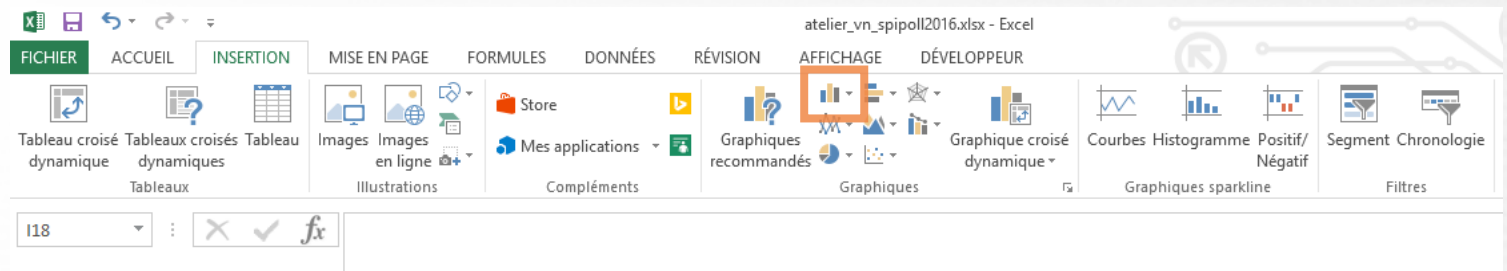 atelier_vn_spipoll2016.xlsx - Excel
FICHIER ACCUEIL INSERTION MISE EN PAGE FORMULES DONNÉES RÉVISION AFFICHAGE DÉVELOPPEUR
Tableau croisé dynamique
Tableaux croisés dynamiques
Tableau
Tableaux
Images
Images en ligne
Illustrations
Store
Mes applications
Compléments
Graphiques recommandés
Graphique croisé dynamique
Graphiques
Courbes
Histogramme
Positif/
Négatif
Graphiques sparkline
Segment
Chronologie
Filtres
I18
fx